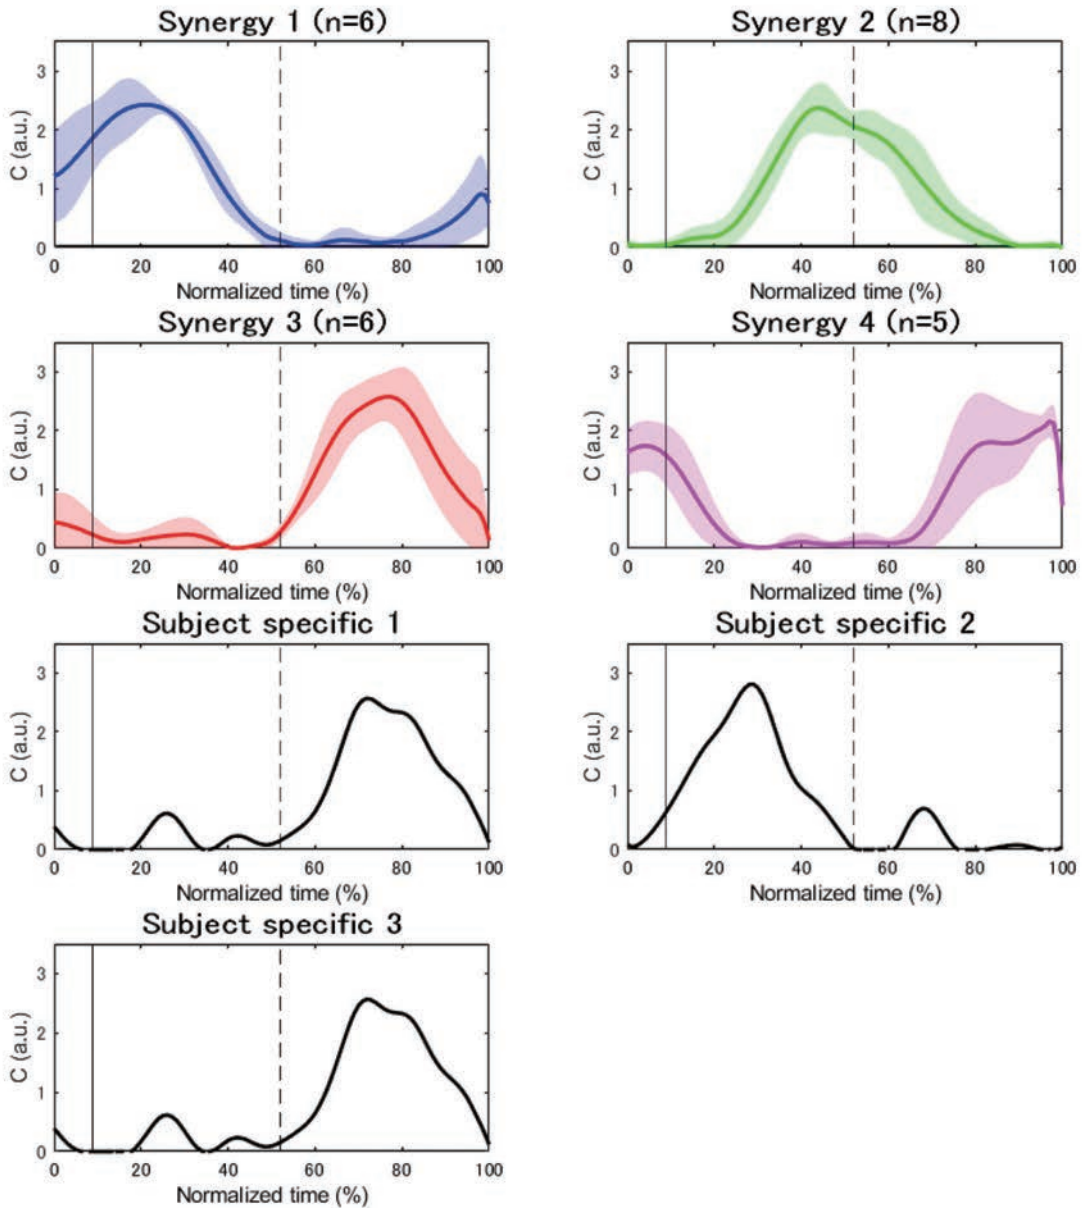 Synergy 1 (n=6)
3
2
1
0
C (a.u.)
0 20 40 60 80 100
Normalized time (%)
Synergy 2 (n=8)
3
2
1
0
C (a.u.)
0 20 40 60 80 100
Normalized time (%)
Synergy 3 (n=6)
3
2
1
0
C (a.u.)
0 20 40 60 80 100
Normalized time (%)
Synergy 4 (n=5)
3
2
1
0
C (a.u.)
0 20 40 60 80 100
Normalized time (%)
Subject specific 1
3
2
1
0
C (a.u.)
0 20 40 60 80 100
Normalized time (%)
Subject specific 2
3
2
1
0
C (a.u.)
0 20 40 60 80 100
Normalized time (%)
Subject specific 3
3
2
1
0
C (a.u.)
0 20 40 60 80 100
Normalized time (%)